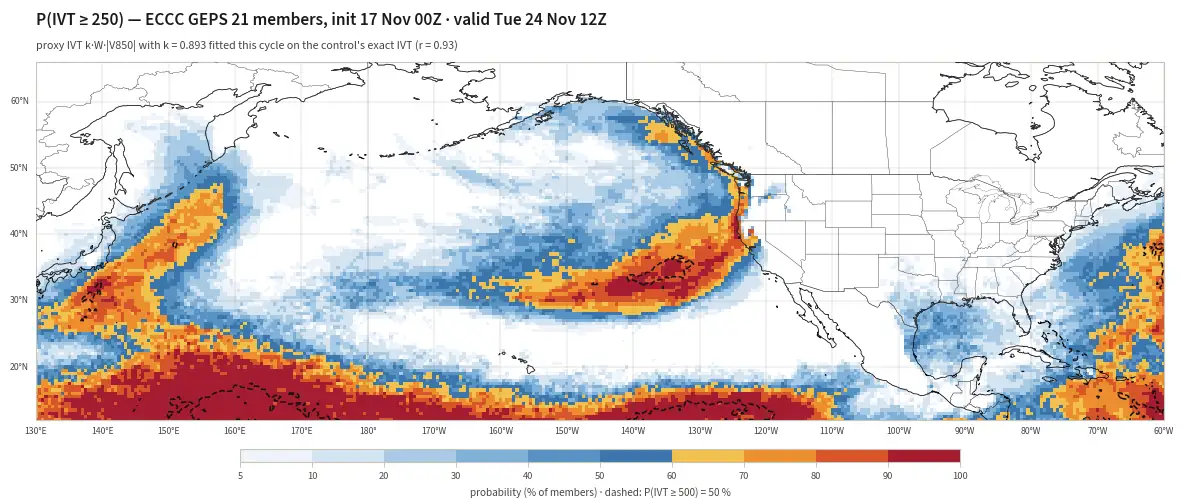 P(IVT ≥ 250) — ECCC GEPS 21 members, init 17 Nov 00Z · valid Tue 24 Nov 12Z
proxy IVT k·W·|V850| with k = 0.893 fitted this cycle on the control's exact IVT (r = 0.93)
60°N
50°N
40°N
30°N
20°N
130°E 140°E 150°E 160°E 170°E 180° 170°W 160°W 150°W 140°W 130°W 120°W 110°W 100°W 90°W 80°W 70°W 60°W
5 10 20 30 40 50 60 70 80 90 100
probability (% of members) · dashed: P(IVT ≥ 500) = 50 %